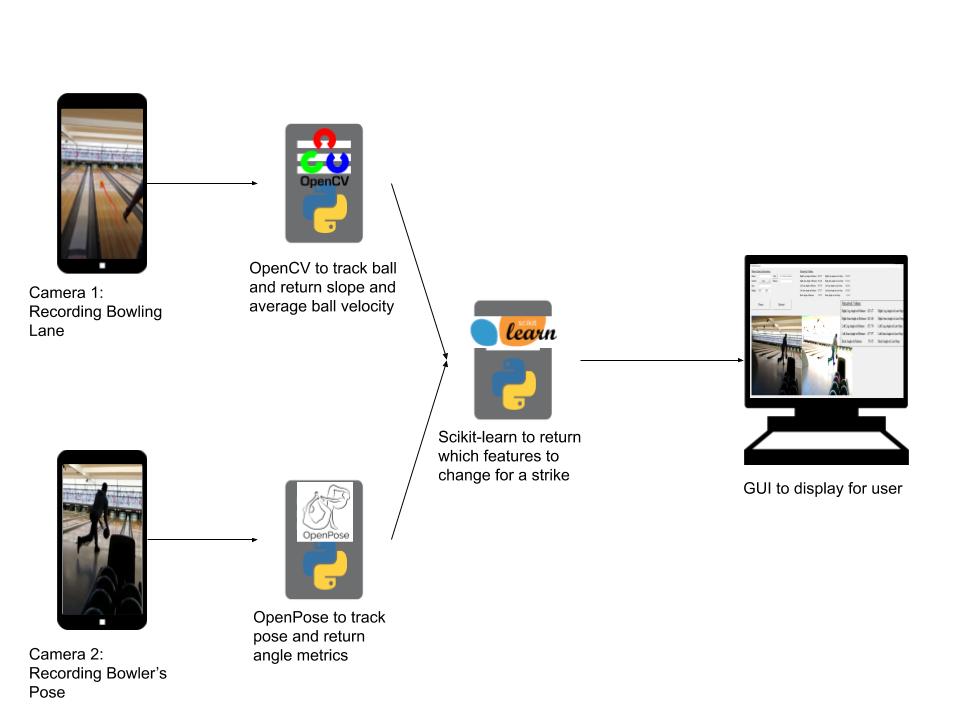 OpenCV
Camera 1:
Recording Bowling
Lane
OpenCV to track ball
and return slope and
average ball velocity
scikit
learn
Scikit-learn to return
which features to
change for a strike
GUI to display for user
OpenPose
OpenPose to track
pose and return
angle metrics
Camera 2:
Recording Bowler’s
Pose